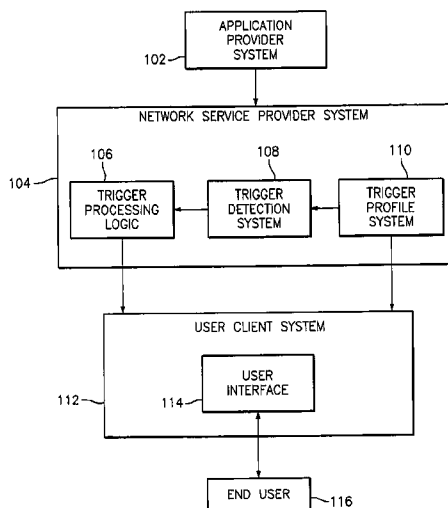 APPLICATION
PROVIDER
SYSTEM
102
NETWORK SERVICE PROVIDER SYSTEM
106
108
110
104
TRIGGER
PROCESSING
LOGIC
TRIGGER
DETECTION
SYSTEM
TRIGGER
PROFILE
SYSTEM
USER CLIENT SYSTEM
USER
INTERFACE
112
114
END USER
116